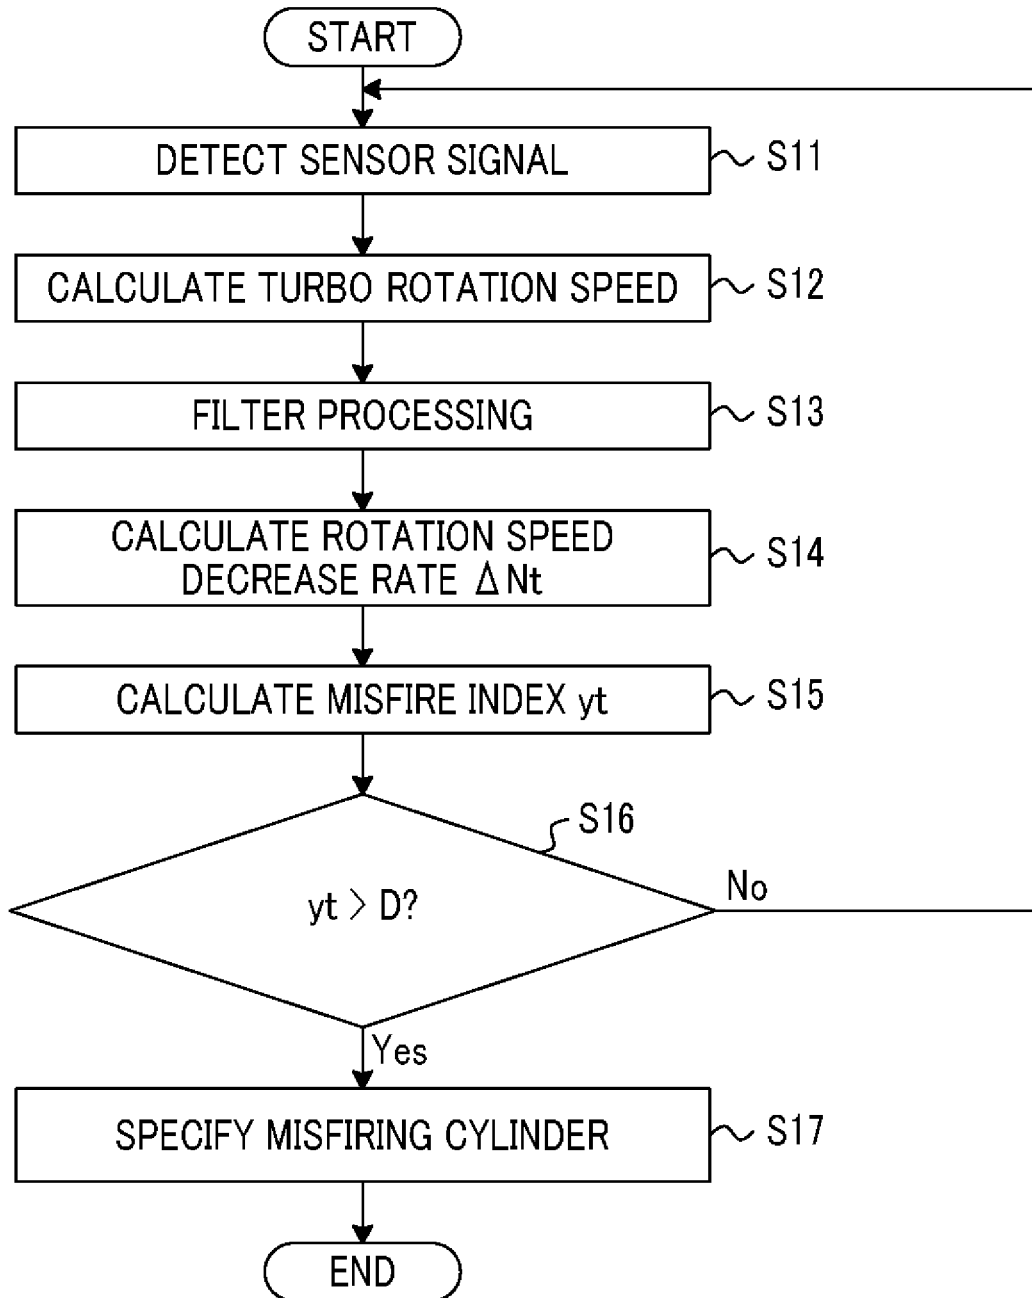 START
DETECT SENSOR SIGNAL
S11
CALCULATE TURBO ROTATION SPEED
S12
FILTER PROCESSING
S13
CALCULATE ROTATION SPEED
DECREASE RATE ΔNt
S14
CALCULATE MISFIRE INDEX yt
S15
S16
yt > D?
No
Yes
SPECIFY MISFIRING CYLINDER
S17
END